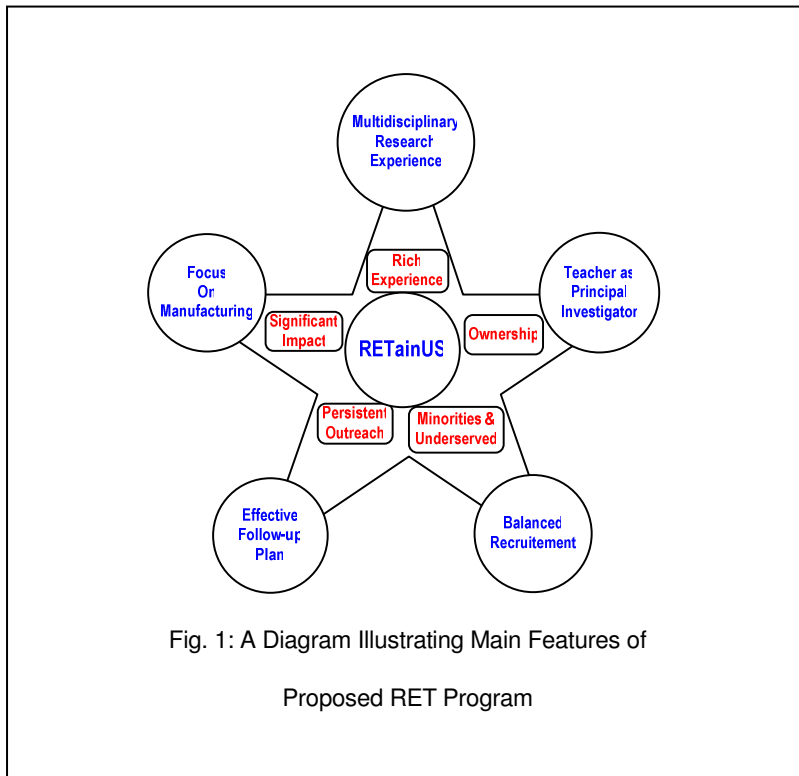 Multidisciplinary
Research
Experience
Focus
On
Manufacturing
Rich
Experience
Teacher as
Principal
Investigator
Significant
Impact
RETainUS
Ownership
Persistent
Outreach
Minorities &
Underserved
Effective
Follow-up
Plan
Balanced
Recruitement
Fig. 1: A Diagram Illustrating Main Features of
Proposed RET Program